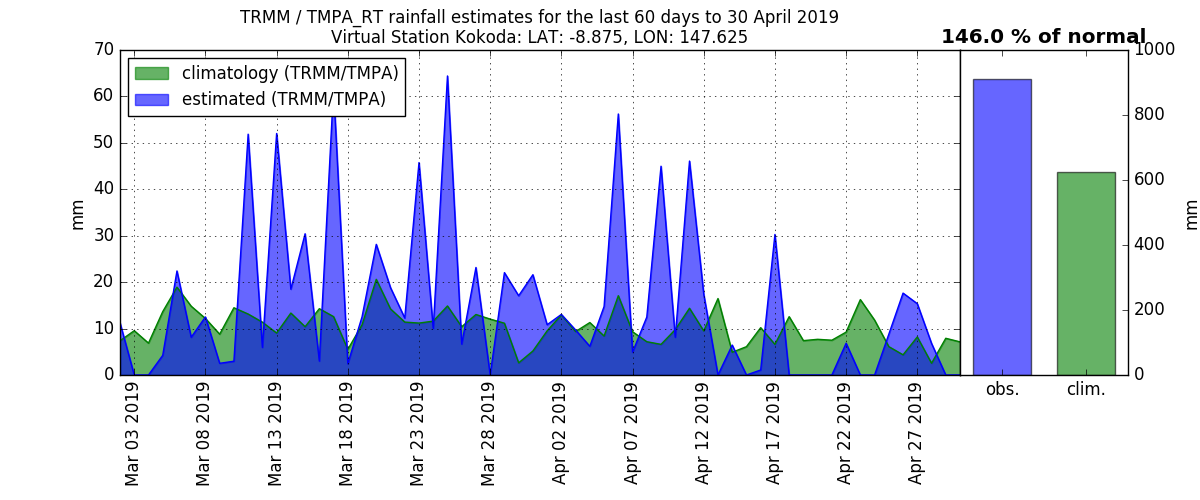 TRMM / TMPA_RT rainfall estimates for the last 60 days to 30 April 2019
Virtual Station Kokoda: LAT: -8.875, LON: 147.625
146.0 % of normal
climatology (TRMM/TMPA)
estimated (TRMM/TMPA)
70
60
50
40
30
20
10
0
mm
Mar 03 2019
Mar 08 2019
Mar 13 2019
Mar 18 2019
Mar 23 2019
Mar 28 2019
Apr 02 2019
Apr 07 2019
Apr 12 2019
Apr 17 2019
Apr 22 2019
Apr 27 2019
1000
800
600
400
200
0
mm
obs.
clim.